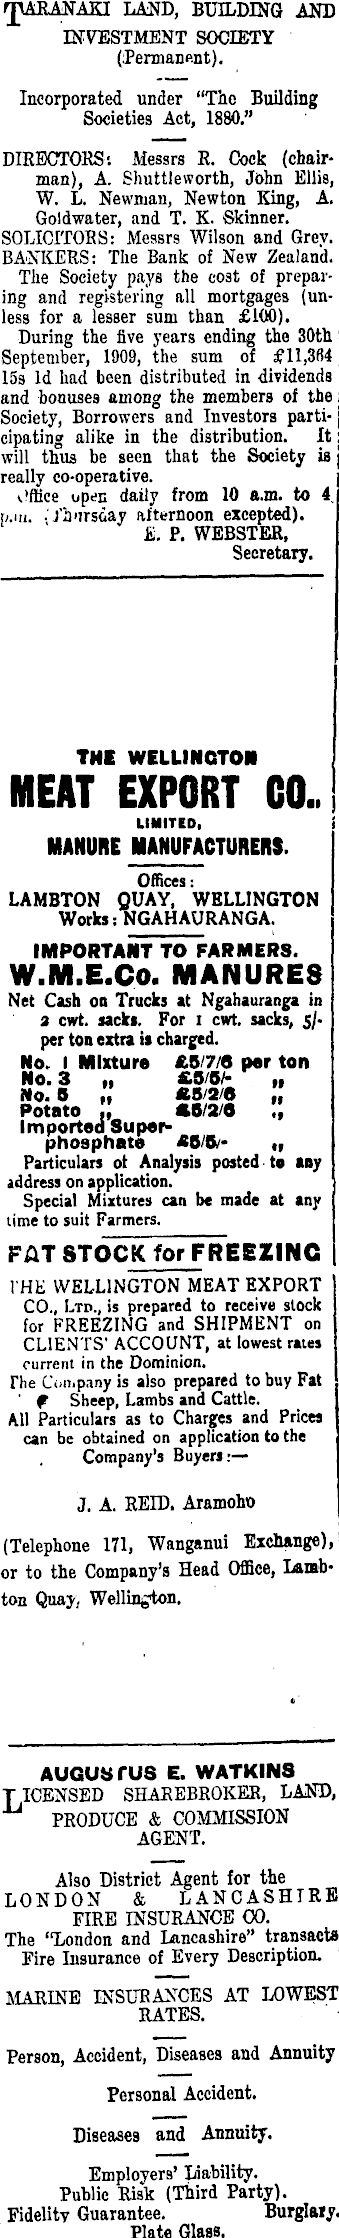 TARANAKI LAND, BUILDING AND
INVESTMENT SOCIETY
(Permanent).
Incorporated under "The Building
Societies Act, 1880."
DIRECTORS: Messrs R. Cock (chair-
man), A. Shuttleworth, John Ellis,
W. L. Newman, Newton King, A.
Goldwater, and T. K. Skinner.
SOLICITORS: Messrs Wilson and Grey.
BANKERS: The Bank of New Zealand.
The Society pays the cost of prepar-
ing and registering all mortgages (un-
less for a lesser sum than £100).
During the five years ending the 30th
September, 1909, the sum of £11,364
15s 1d had been distributed in dividends
and bonuses among the members of the
Society, Borrowers and Investors parti-
cipating alike in the distribution. It
will thus be seen that the Society is
really co-operative.
Office open daily from 10 a.m. to 4
p.m. (Thursday afternoon excepted).
E. P. WEBSTER,
Secretary.
THE WELLINGTON
MEAT EXPORT CO.,
LIMITED,
MANURE MANUFACTURERS.
Offices:
LAMBTON QUAY, WELLINGTON
Works: NGAHAURANGA.
IMPORTANT TO FARMERS.
W.M.E.Co. MANURES
Net Cash on Trucks at Ngahauranga in
2 cwt. sacks. For 1 cwt. sacks, 5/-
per ton extra is charged.
No. 1 Mixture £5/7/6 per ton
No. 3 „ £5/5/- „
No. 5 „ £5/2/6 „
Potato „ £5/2/6 „
Imported Super-
phosphate £5/5/- „
Particulars of Analysis posted to any
address on application.
Special Mixtures can be made at any
time to suit Farmers.
FAT STOCK for FREEZING
THE WELLINGTON MEAT EXPORT
CO., LTD., is prepared to receive stock
for FREEZING and SHIPMENT on
CLIENTS' ACCOUNT, at lowest rates
current in the Dominion.
The Company is also prepared to buy Fat
Sheep, Lambs and Cattle.
All Particulars as to Charges and Prices
can be obtained on application to the
Company's Buyers:—
J. A. REID, Aramoho
(Telephone 171, Wanganui Exchange),
or to the Company's Head Office, Lamb-
ton Quay, Wellington.
AUGUSTUS E. WATKINS
LICENSED SHAREBROKER, LAND,
PRODUCE & COMMISSION
AGENT.
Also District Agent for the
LONDON & LANCASHIRE
FIRE INSURANCE CO.
The "London and Lancashire" transacts
Fire Insurance of Every Description.
MARINE INSURANCES AT LOWEST
RATES.
Person, Accident, Diseases and Annuity
Personal Accident.
Diseases and Annuity.
Employers' Liability.
Public Risk (Third Party).
Fidelity Guarantee. Burglary.
Plate Glass.